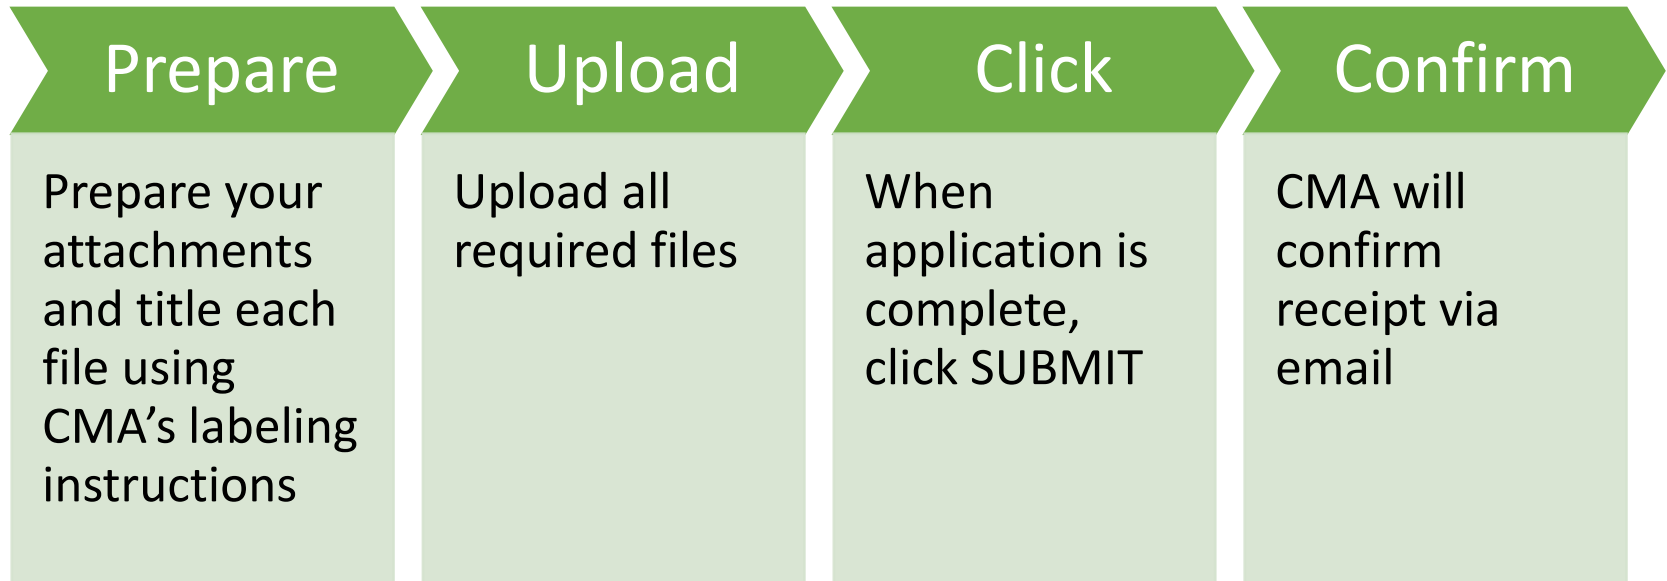 Prepare
Prepare your
attachments
and title each
file using
CMA’s labeling
instructions
Upload
Upload all
required files
Click
When
application is
complete,
click SUBMIT
Confirm
CMA will
confirm
receipt via
email